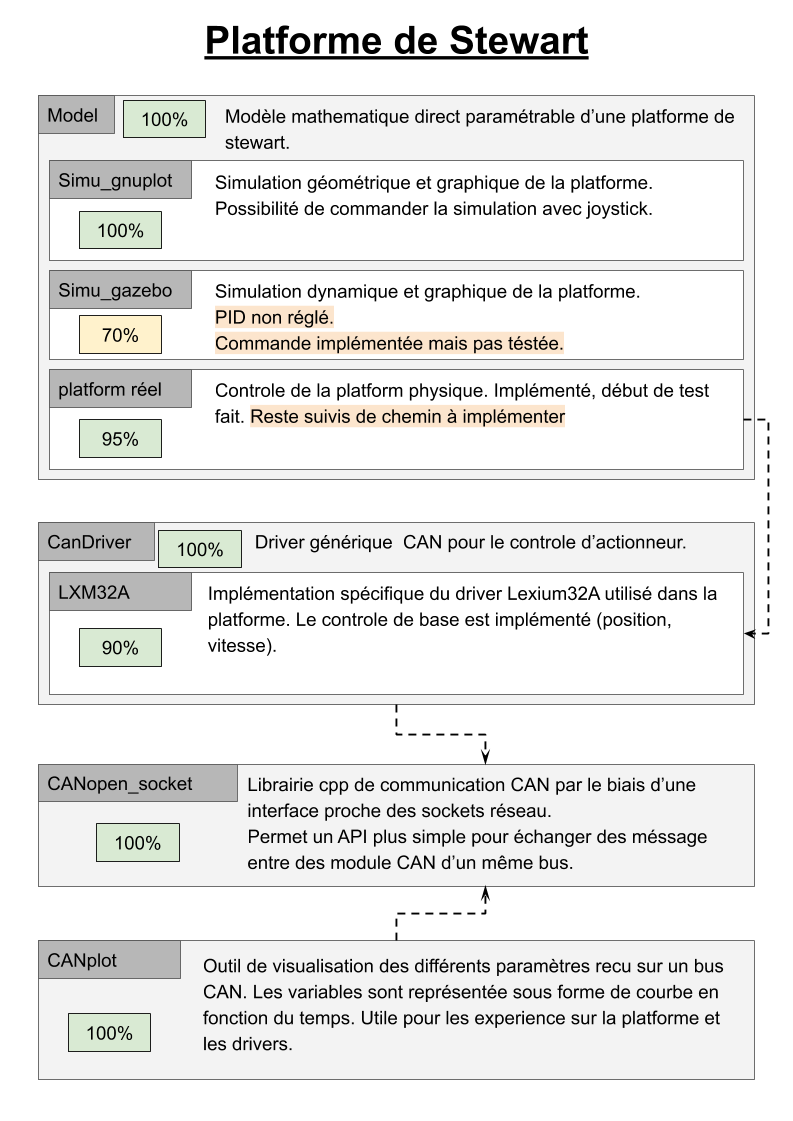 Platforme de Stewart
Model
100%
Modèle mathematique direct paramétrable d'une platforme de
stewart.
Simu_gnuplot
100%
Simulation géométrique et graphique de la platforme.
Possibilité de commander la simulation avec joystick.
Simu_gazebo
70%
Simulation dynamique et graphique de la platforme.
PID non réglé.
Commande implémentée mais pas téstée.
platform réel
95%
Controle de la platform physique. Implémenté, début de test
fait. Reste suivis de chemin à implémenter
CanDriver
100%
Driver générique  CAN pour le controle d'actionneur.
LXM32A
90%
Implémentation spécifique du driver Lexium32A utilisé dans la
platforme. Le controle de base est implémenté (position,
vitesse).
CANopen_socket
100%
Librairie cpp de communication CAN par le biais d'une
interface proche des sockets réseau.
Permet un API plus simple pour échanger des méssage
entre des module CAN d'un même bus.
CANplot
100%
Outil de visualisation des différents paramètres recu sur un bus
CAN. Les variables sont représentée sous forme de courbe en
fonction du temps. Utile pour les experience sur la platforme et
les drivers.